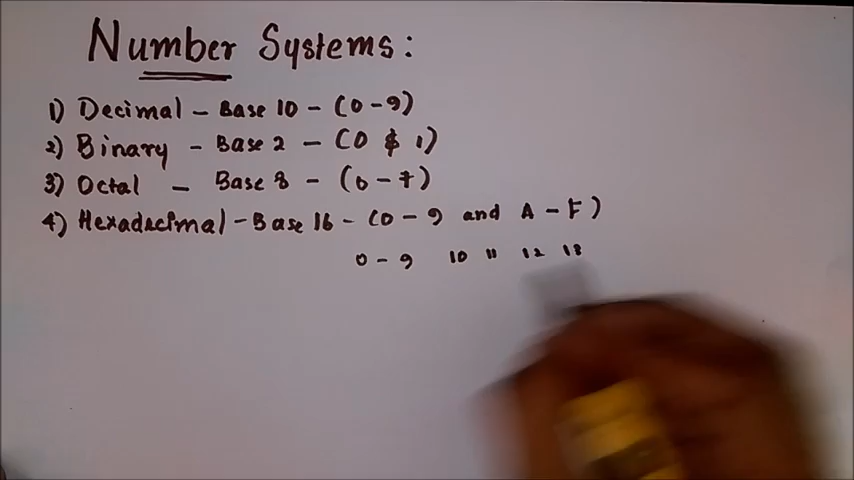 Number Systems:
1) Decimal - Base 10 - (0-9)
2) Binary - Base 2 - (0 & 1)
3) Octal - Base 8 - (0-7)
4) Hexadecimal - Base 16 - (0-9 and A-F)
0-9 10 11 12 13